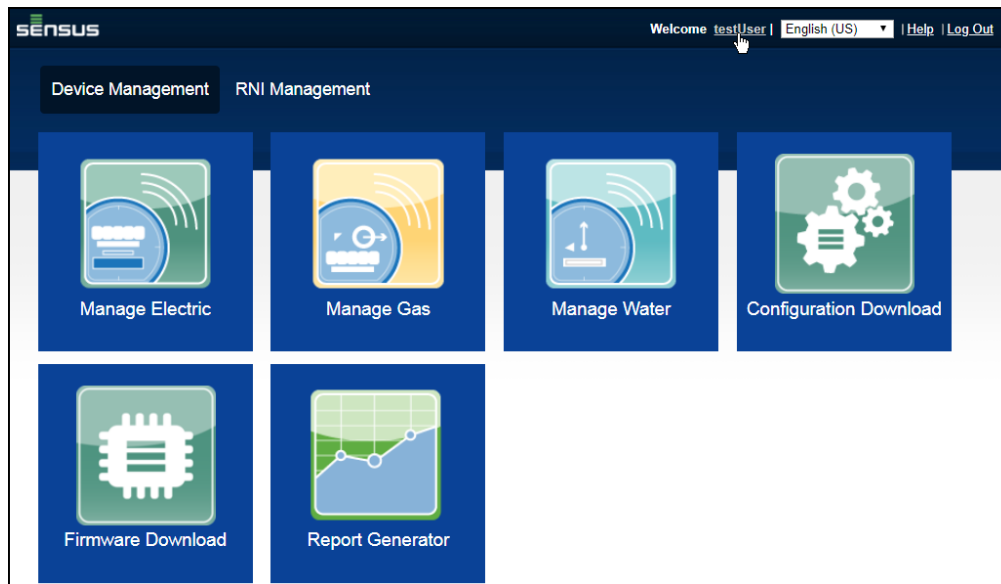 sensus
Welcome testUser | English (US) | Help | Log Out
Device Management RNI Management
Manage Electric Manage Gas Manage Water Configuration Download
Firmware Download Report Generator